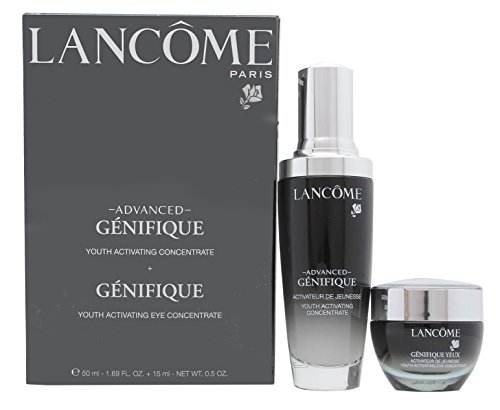 LANCÔME
PARIS
–ADVANCED–
GÉNIFIQUE
YOUTH ACTIVATING CONCENTRATE
+
GÉNIFIQUE
YOUTH ACTIVATING EYE CONCENTRATE
℮ 50 ml - 1.69 FL. OZ. + 15 ml - NET WT. 0.5 OZ.
LANCÔME
–ADVANCED–
GÉNIFIQUE
ACTIVATEUR DE JEUNESSE
YOUTH ACTIVATING
CONCENTRATE
LANCÔME
GÉNIFIQUE YEUX
ACTIVATEUR DE JEUNESSE
YOUTH ACTIVATING EYE CONCENTRATE